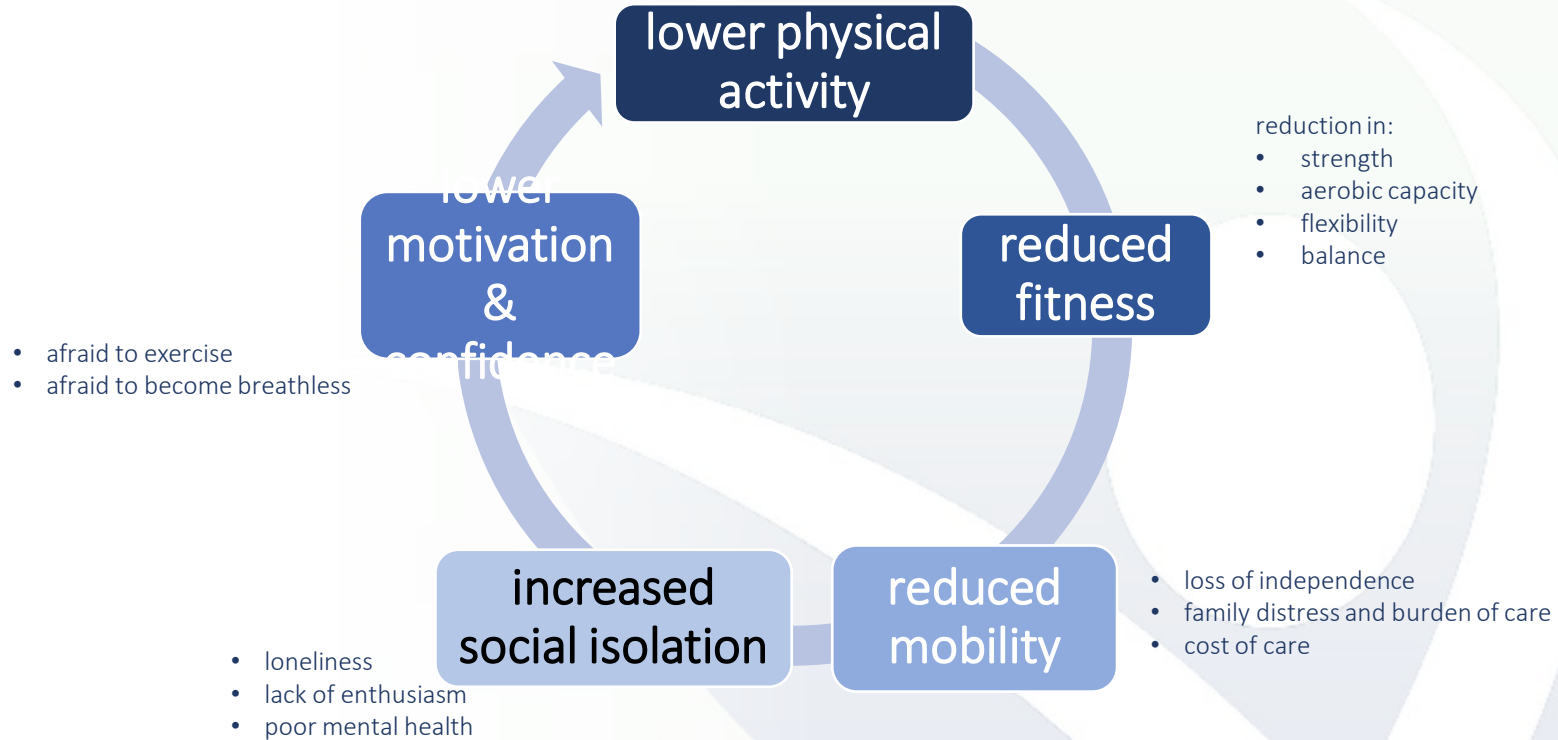 lower physical
activity
reduced
fitness
reduction in:
• strength
• aerobic capacity
• flexibility
• balance
reduced
mobility
• loss of independence
• family distress and burden of care
• cost of care
increased
social isolation
• loneliness
• lack of enthusiasm
• poor mental health
lower
motivation
&
confidence
• afraid to exercise
• afraid to become breathless